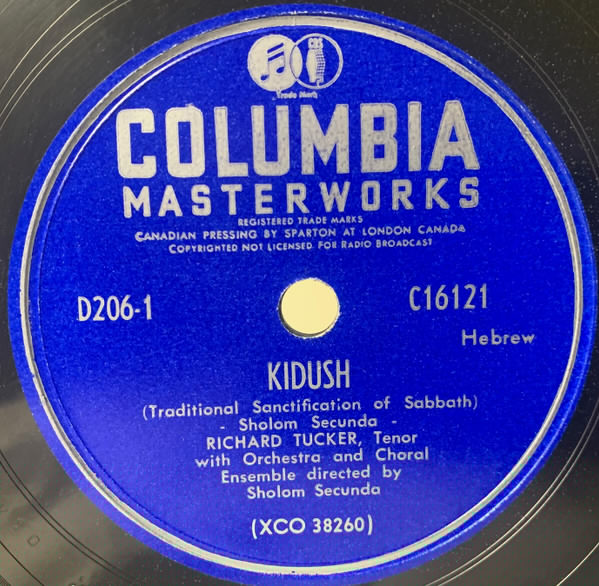 CBS
Trade Mark
COLUMBIA
MASTERWORKS
REGISTERED TRADE MARKS
CANADIAN PRESSING BY SPARTON AT LONDON CANADA
COPYRIGHTED NOT LICENSED FOR RADIO BROADCAST
D206-1
C16121
Hebrew
KIDUSH
(Traditional Sanctification of Sabbath)
- Sholom Secunda -
RICHARD TUCKER, Tenor
with Orchestra and Choral
Ensemble directed by
Sholom Secunda
(XCO 38260)